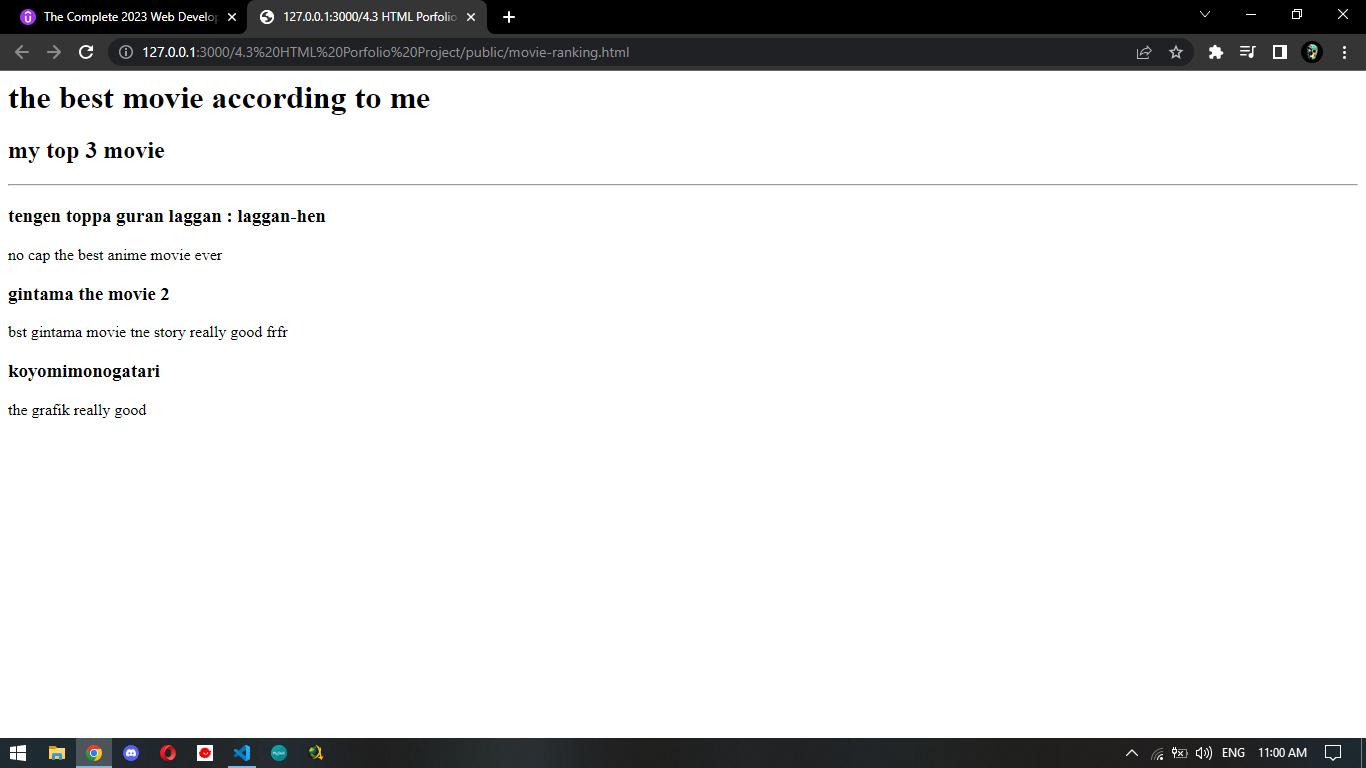 The Complete 2023 Web Develop
127.0.0.1:3000/4.3 HTML Porfolio
127.0.0.1:3000/4.3%20HTML%20Porfolio%20Project/public/movie-ranking.html
the best movie according to me
my top 3 movie
tengen toppa guran laggan : laggan-hen
no cap the best anime movie ever
gintama the movie 2
bst gintama movie tne story really good frfr
koyomimonogatari
the grafik really good
ENG 11:00 AM